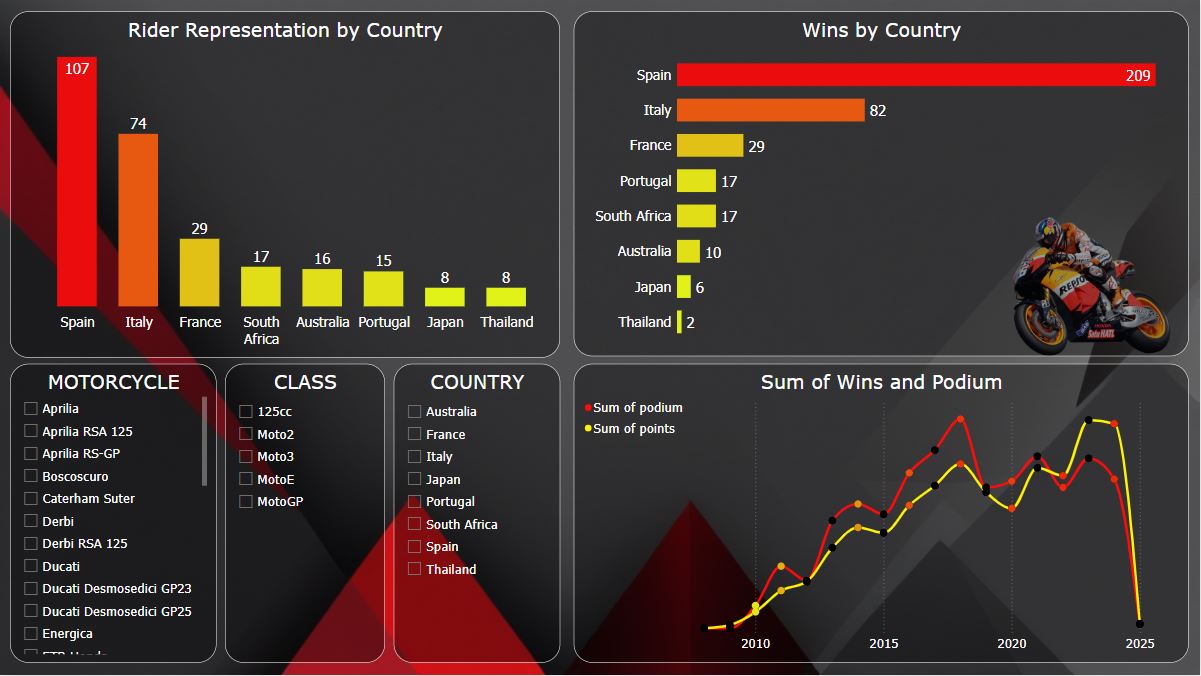 Rider Representation by Country
107
74
29
17
16
15
8
8
Spain
Italy
France
South
Africa
Australia
Portugal
Japan
Thailand
Wins by Country
Spain 209
Italy 82
France 29
Portugal 17
South Africa 17
Australia 10
Japan 6
Thailand 2
REPSOL
HONDA
MOTORCYCLE
Aprilia
Aprilia RSA 125
Aprilia RS-GP
Boscoscuro
Caterham Suter
Derbi
Derbi RSA 125
Ducati
Ducati Desmosedici GP23
Ducati Desmosedici GP25
Energica
CLASS
125cc
Moto2
Moto3
MotoE
MotoGP
COUNTRY
Australia
France
Italy
Japan
Portugal
South Africa
Spain
Thailand
Sum of Wins and Podium
Sum of podium
Sum of points
2010
2015
2020
2025